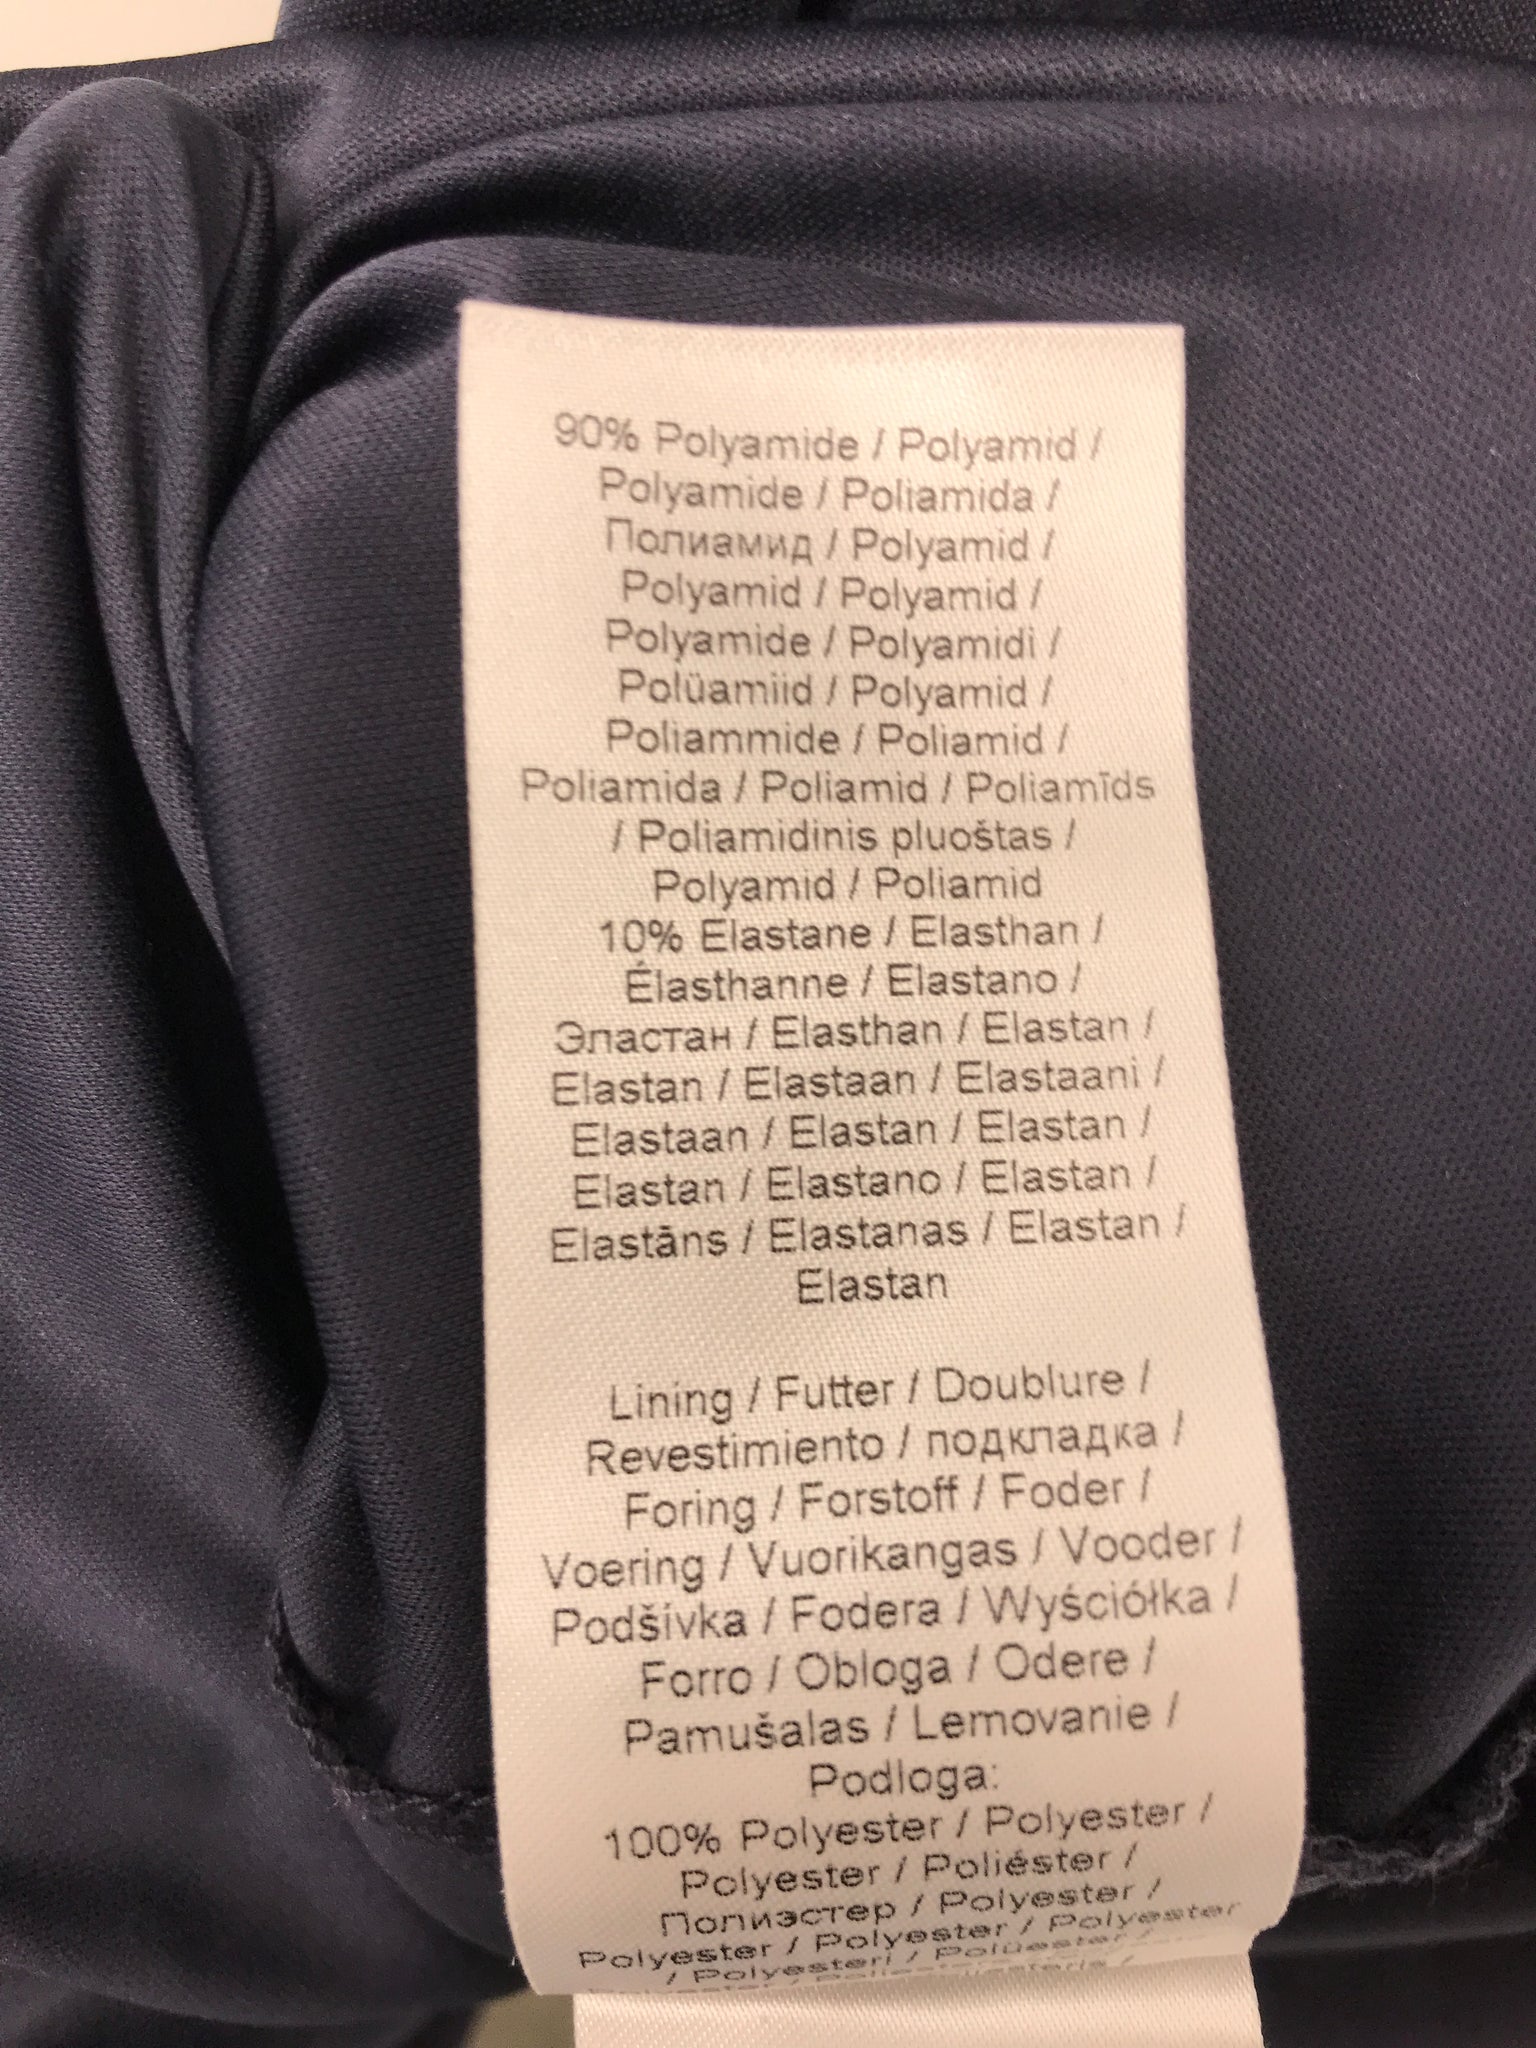 90% Polyamide / Polyamid /
Polyamide / Poliamida /
Полиамид / Polyamid /
Polyamid / Polyamid /
Polyamide / Polyamidi /
Polüamiid / Polyamid /
Poliammide / Poliamid /
Poliamida / Poliamid / Poliamīds
/ Poliamidinis pluoštas /
Polyamid / Poliamid
10% Elastane / Elasthan /
Élasthanne / Elastano /
Эластан / Elasthan / Elastan /
Elastan / Elastaan / Elastaani /
Elastaan / Elastan / Elastan /
Elastan / Elastano / Elastan /
Elastāns / Elastanas / Elastan /
Elastan
Lining / Futter / Doublure /
Revestimiento / подкладка /
Foring / Forstoff / Foder /
Voering / Vuorikangas / Vooder /
Podšívka / Fodera / Wyściółka /
Forro / Obloga / Odere /
Pamušalas / Lemovanie /
Podloga:
100% Polyester / Polyester /
Polyester / Poliéster /
Полиэстер / Polyester /
Polyester / Polyester / Polyester
/ Polyesteri / Polüester /